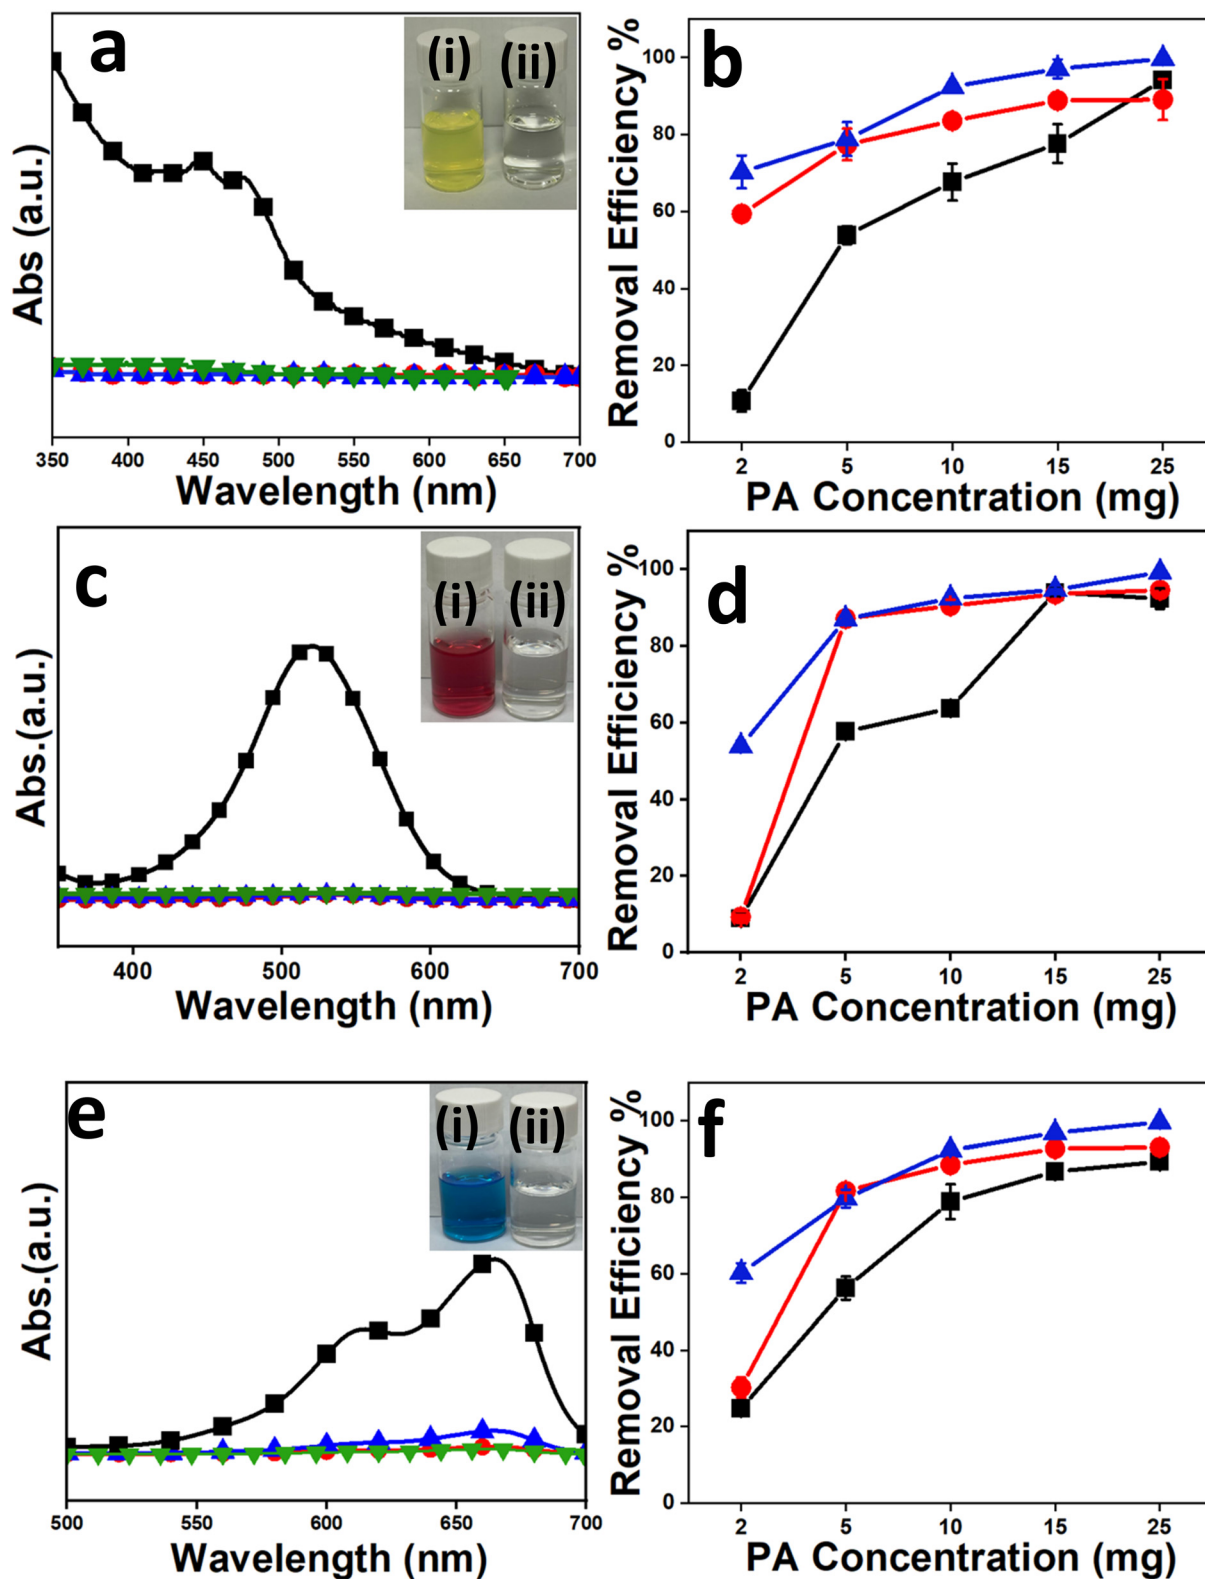 a
(i) (ii)
Abs (a.u.)
350 400 450 500 550 600 650 700
Wavelength (nm)
b
Removal Efficiency %
100
80
60
40
20
0
2 5 10 15 25
PA Concentration (mg)
c
(i) (ii)
Abs.(a.u.)
400 500 600 700
Wavelength (nm)
d
Removal Efficiency %
100
80
60
40
20
0
2 5 10 15 25
PA Concentration (mg)
e
(i) (ii)
Abs.(a.u.)
500 550 600 650 700
Wavelength (nm)
f
Removal Efficiency %
100
80
60
40
20
0
2 5 10 15 25
PA Concentration (mg)